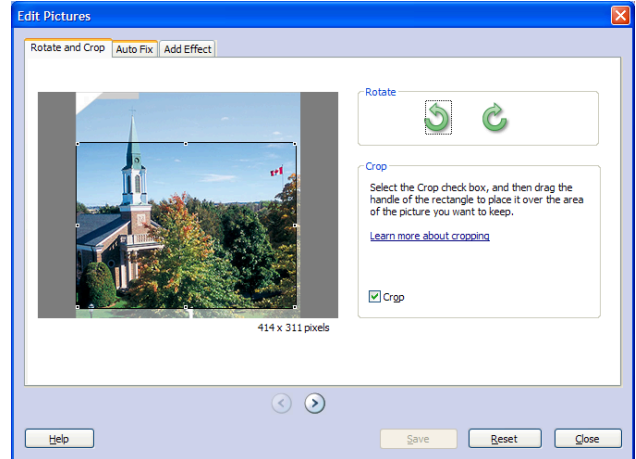 Edit Pictures
Rotate and Crop
Auto Fix
Add Effect
Rotate
Crop
Select the Crop check box, and then drag the
handle of the rectangle to place it over the area
of the picture you want to keep.
Learn more about cropping
Crop
414 x 311 pixels
Help
Save
Reset
Close